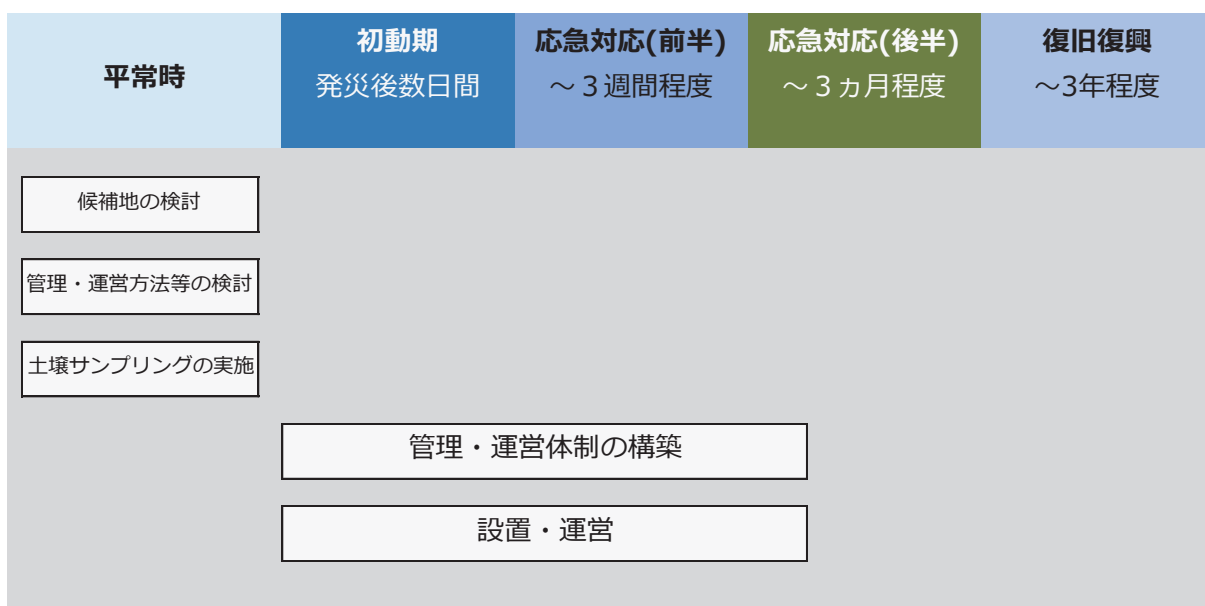 平常時
初動期
発災後数日間
応急対応(前半)
～３週間程度
応急対応(後半)
～３ヵ月程度
復旧復興
～3年程度
候補地の検討
管理・運営方法等の検討
土壌サンプリングの実施
管理・運営体制の構築
設置・運営